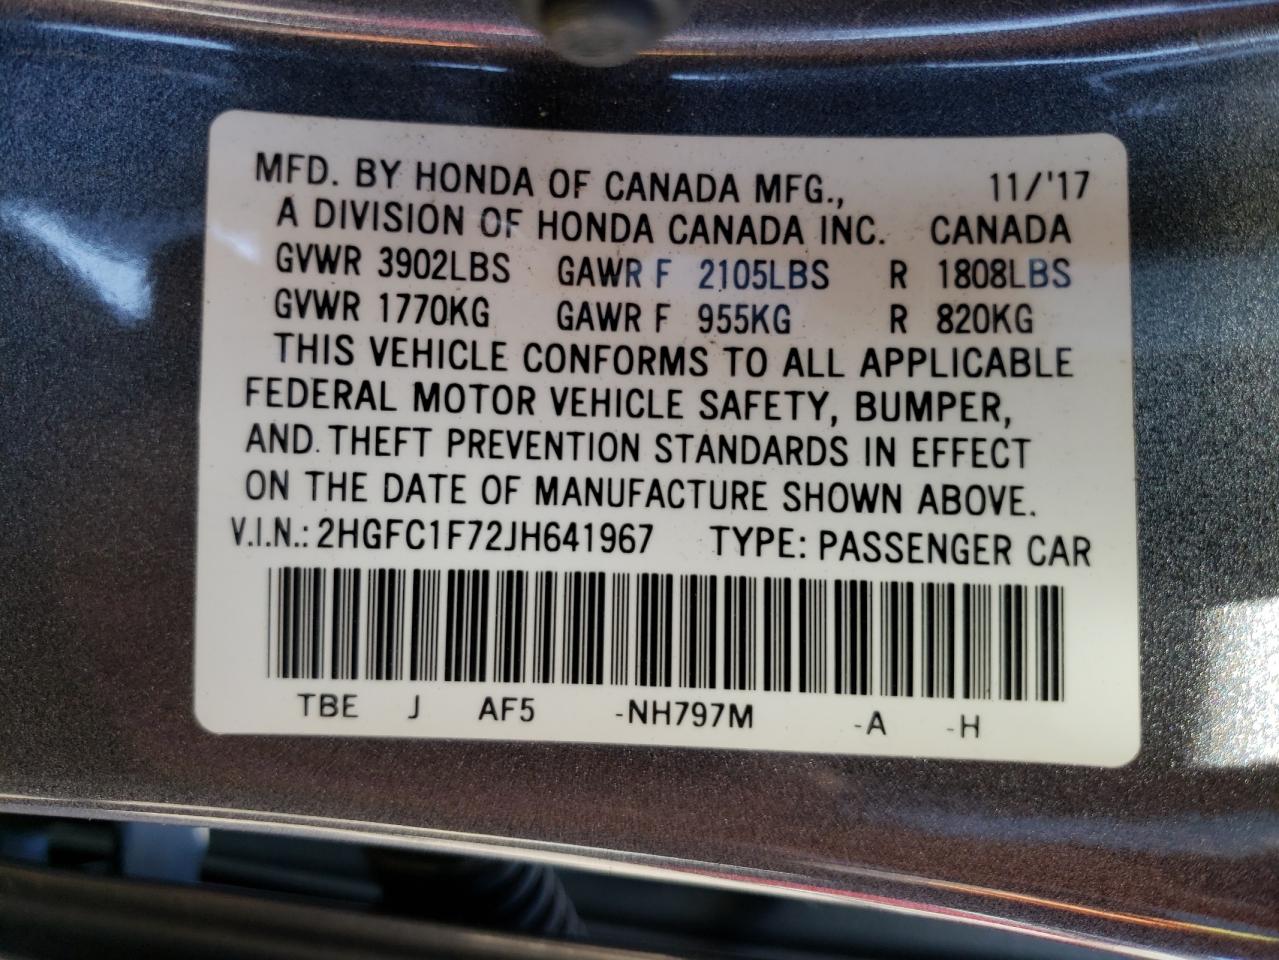 MFD. BY HONDA OF CANADA MFG., 11/'17
A DIVISION OF HONDA CANADA INC. CANADA
GVWR 3902LBS GAWR F 2105LBS R 1808LBS
GVWR 1770KG GAWR F 955KG R 820KG
THIS VEHICLE CONFORMS TO ALL APPLICABLE
FEDERAL MOTOR VEHICLE SAFETY, BUMPER,
AND THEFT PREVENTION STANDARDS IN EFFECT
ON THE DATE OF MANUFACTURE SHOWN ABOVE.
V.I.N.: 2HGFC1F72JH641967 TYPE: PASSENGER CAR
TBE J AF5 -NH797M -A -H